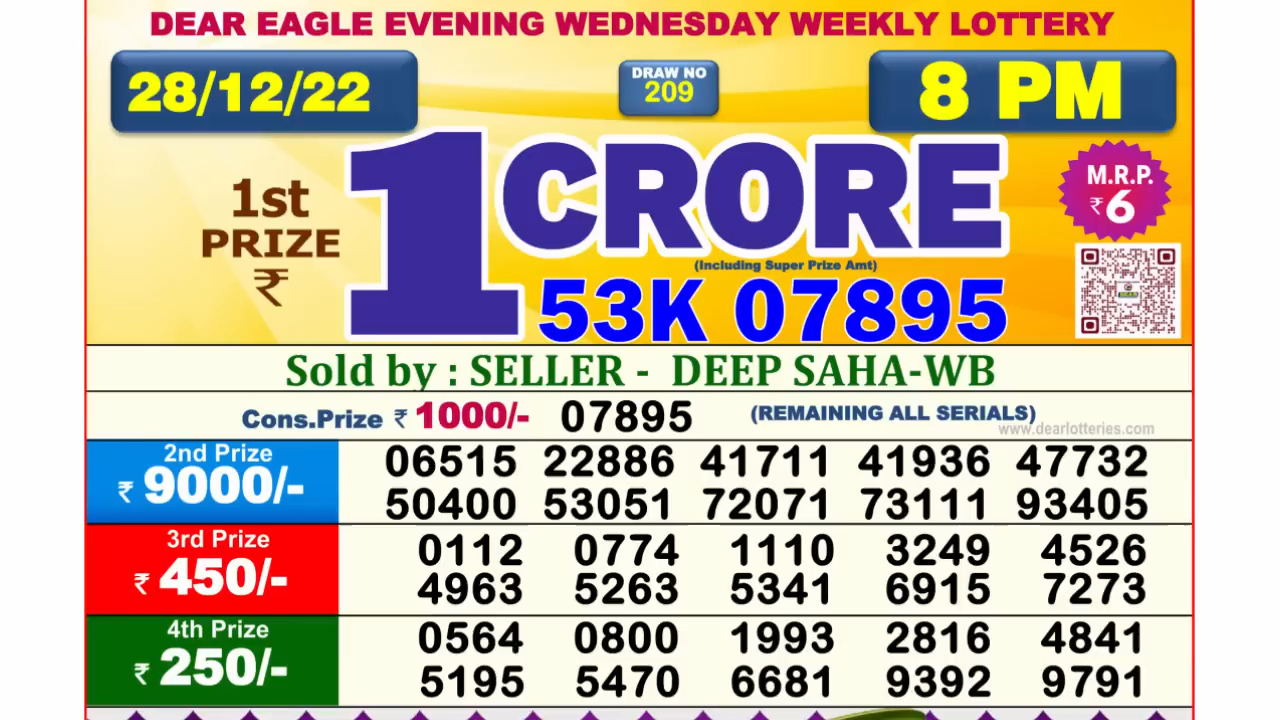 DEAR EAGLE EVENING WEDNESDAY WEEKLY LOTTERY
28/12/22
DRAW NO
209
8 PM
1st
PRIZE
₹
1 CRORE
(Including Super Prize Amt)
53K 07895
M.R.P.
₹ 6
Sold by : SELLER - DEEP SAHA-WB
Cons.Prize ₹ 1000/- 07895 (REMAINING ALL SERIALS)
www.dearlotteries.com
2nd Prize
₹ 9000/-
06515 22886 41711 41936 47732
50400 53051 72071 73111 93405
3rd Prize
₹ 450/-
0112 0774 1110 3249 4526
4963 5263 5341 6915 7273
4th Prize
₹ 250/-
0564 0800 1993 2816 4841
5195 5470 6681 9392 9791